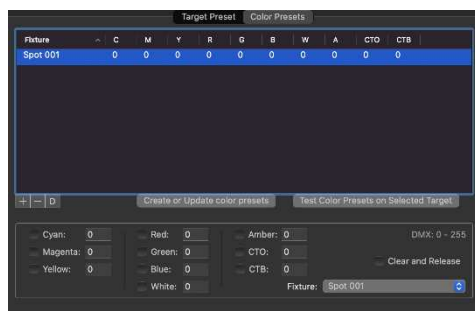 Target Preset Color Presets
Fixture C M Y R G B W A CTO CTB
Spot 001 0 0 0 0 0 0 0 0 0 0
+ − D Create or Update color presets Test Color Presets on Selected Target
Cyan: 0 Red: 0 Amber: 0 DMX: 0 - 255
Magenta: 0 Green: 0 CTO: 0 Clear and Release
Yellow: 0 Blue: 0 CTB: 0
White: 0 Fixture: Spot 001